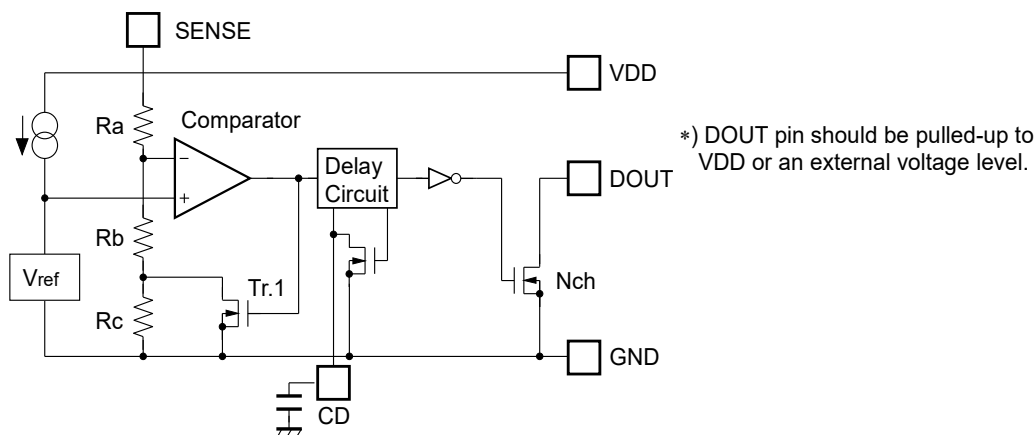 SENSE
VDD
Ra
Comparator
−
+
Delay
Circuit
DOUT
∗) DOUT pin should be pulled-up to
VDD or an external voltage level.
Rb
Vref
Tr.1
Nch
Rc
GND
CD